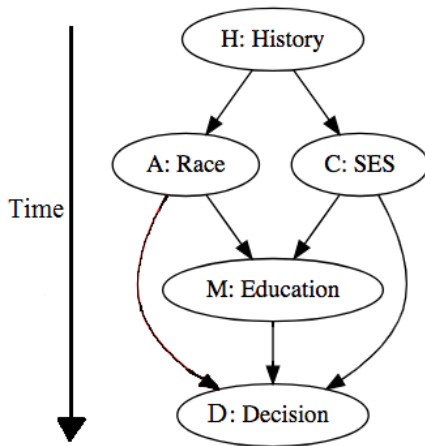 H: History
A: Race
C: SES
Time
M: Education
D: Decision